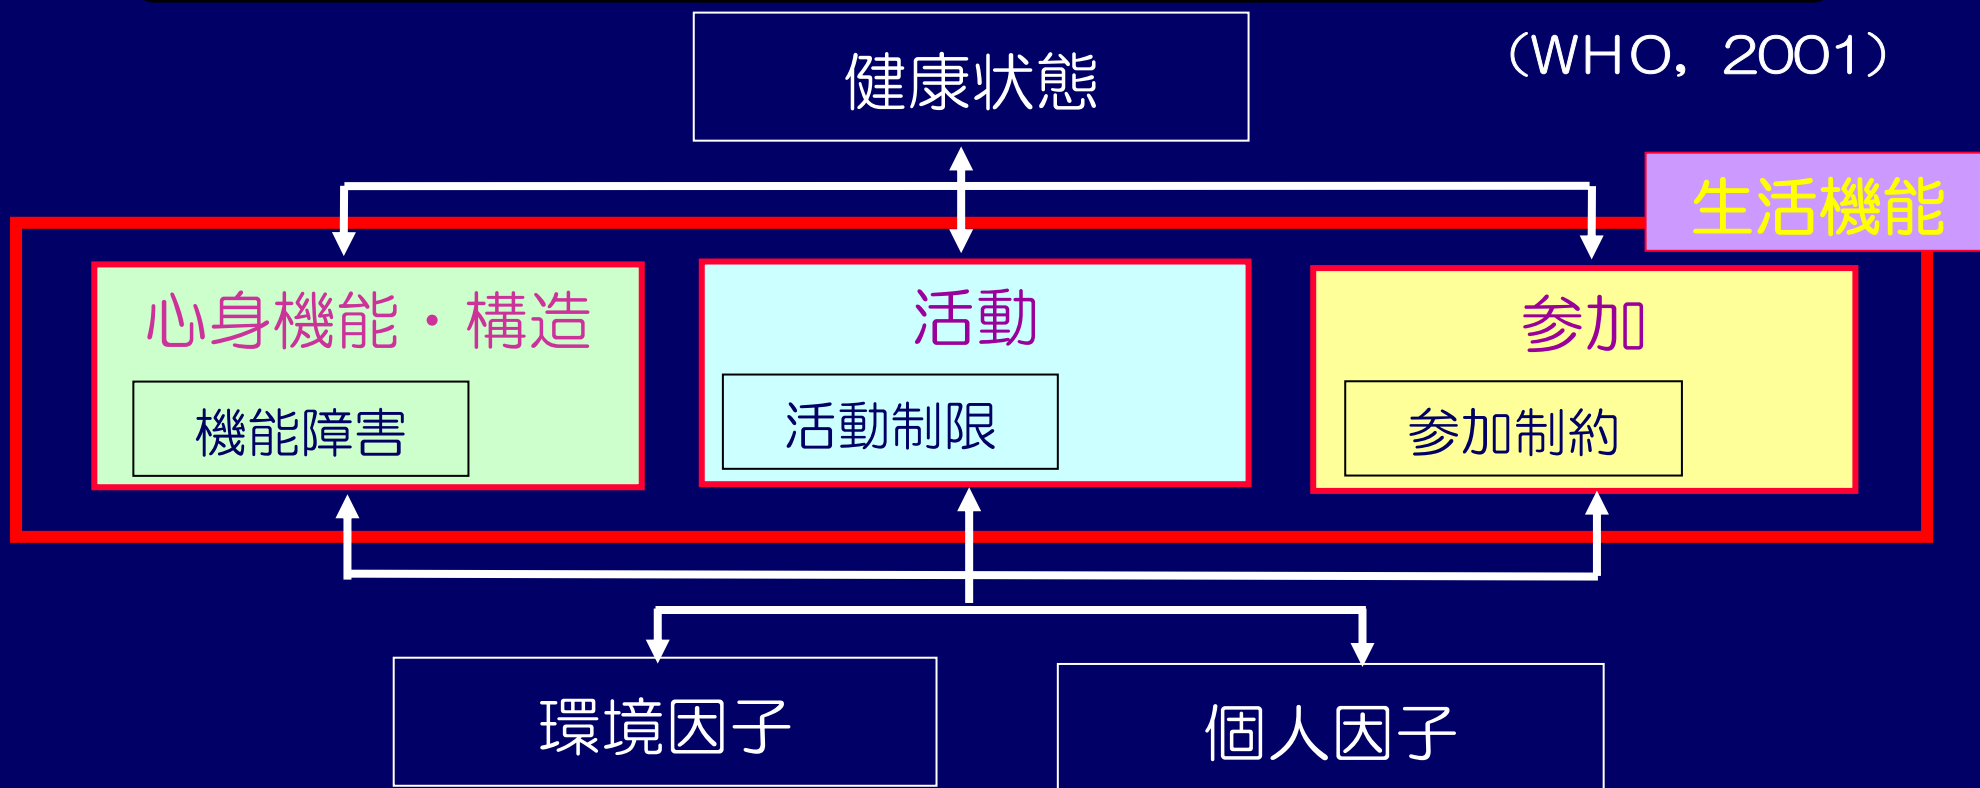 健康状態
（ＷＨＯ，２００１）
生活機能
心身機能・構造
活動
参加
機能障害
活動制限
参加制約
環境因子
個人因子